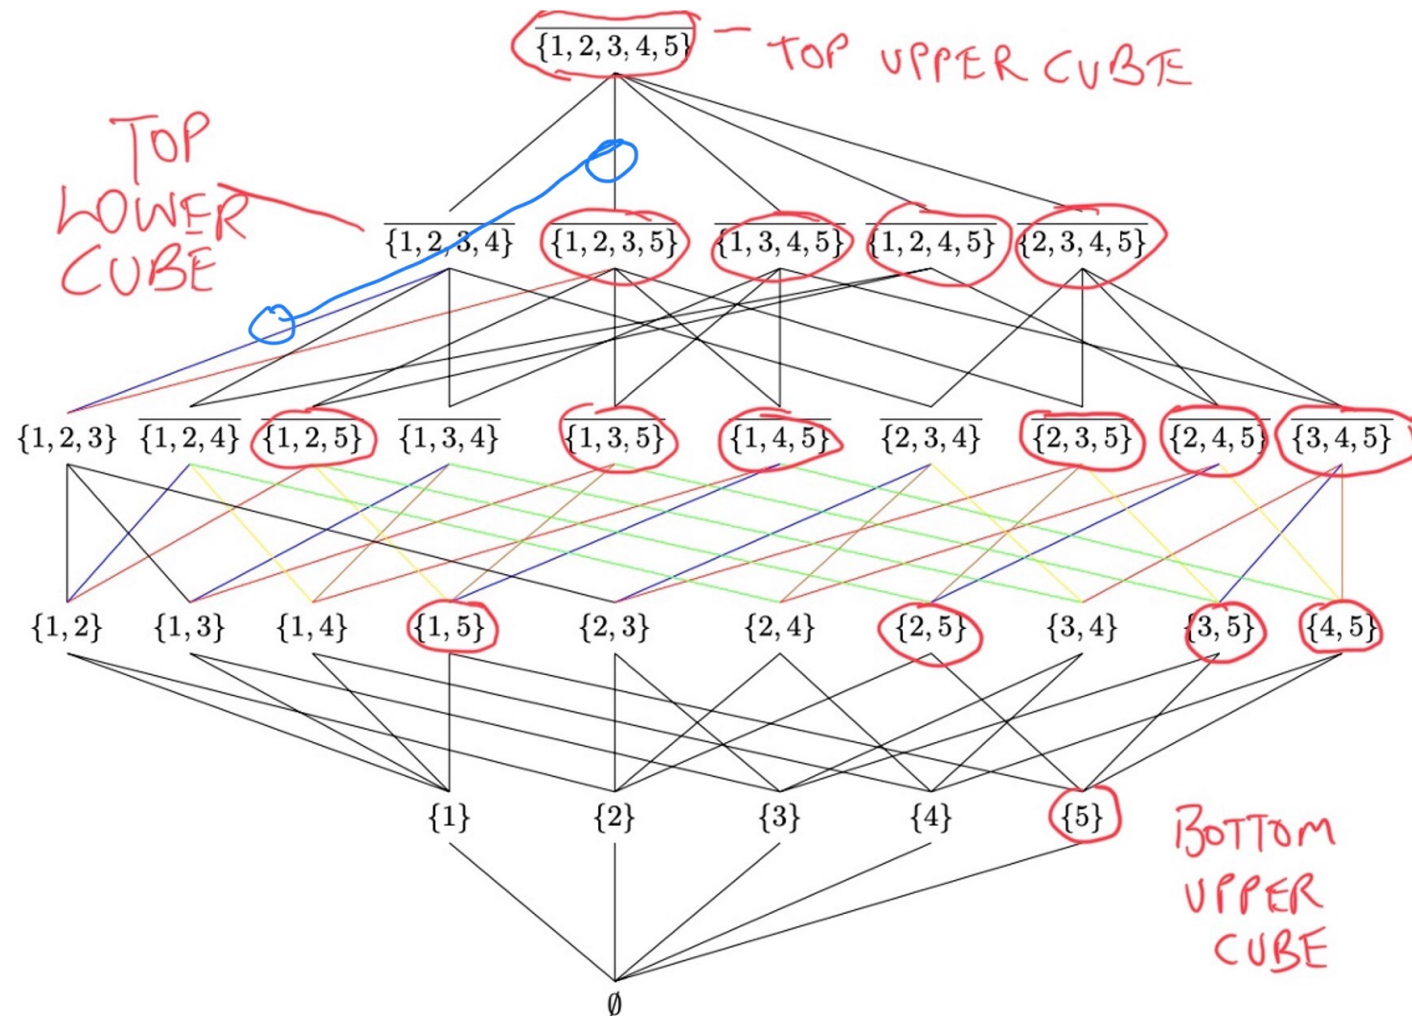 {1, 2, 3, 4, 5}
– TOP UPPER CUBE
TOP
LOWER
CUBE
{1, 2, 3, 4} {1, 2, 3, 5} {1, 3, 4, 5} {1, 2, 4, 5} {2, 3, 4, 5}
{1, 2, 3} {1, 2, 4} {1, 2, 5} {1, 3, 4} {1, 3, 5} {1, 4, 5} {2, 3, 4} {2, 3, 5} {2, 4, 5} {3, 4, 5}
{1, 2} {1, 3} {1, 4} {1, 5} {2, 3} {2, 4} {2, 5} {3, 4} {3, 5} {4, 5}
{1} {2} {3} {4} {5}
BOTTOM
UPPER
CUBE
∅